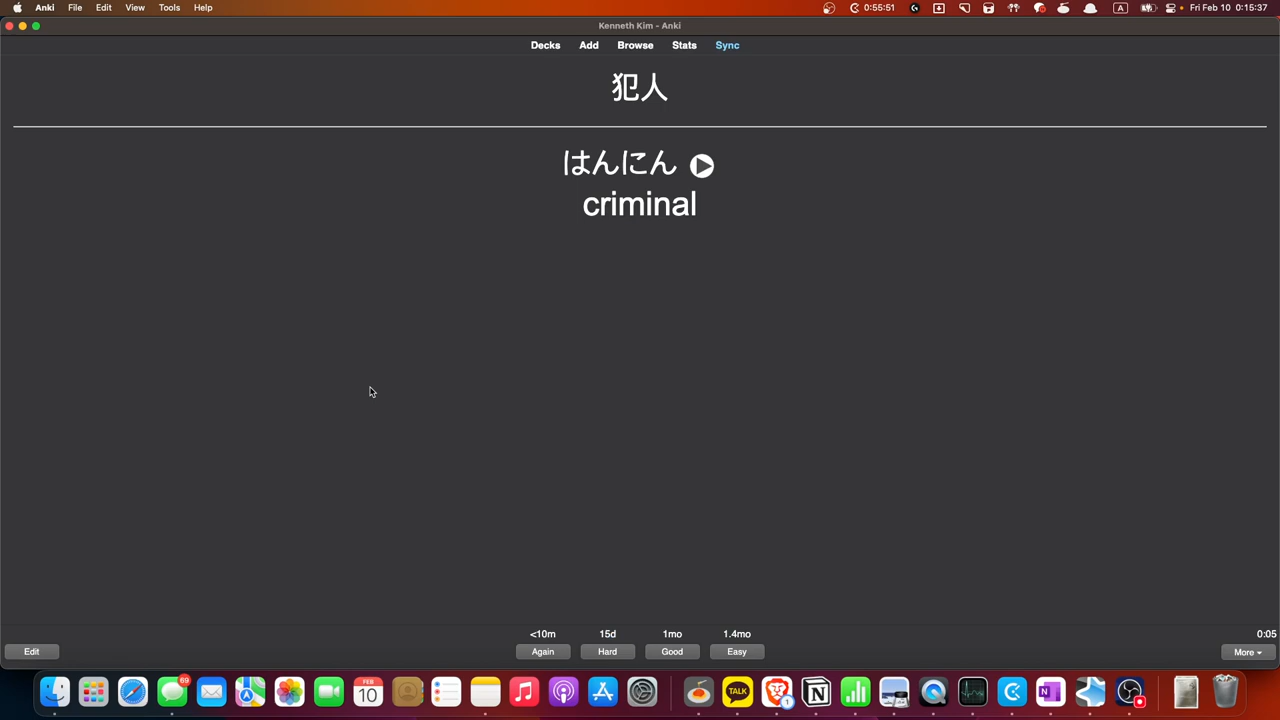 Anki File Edit View Tools Help 0:55:51 A Fri Feb 10 0:15:37
Kenneth Kim - Anki
Decks Add Browse Stats Sync
犯人
はんにん
criminal
<10m 15d 1mo 1.4mo 0:05
Edit Again Hard Good Easy More
69
FEB
10
TALK
1
N
N